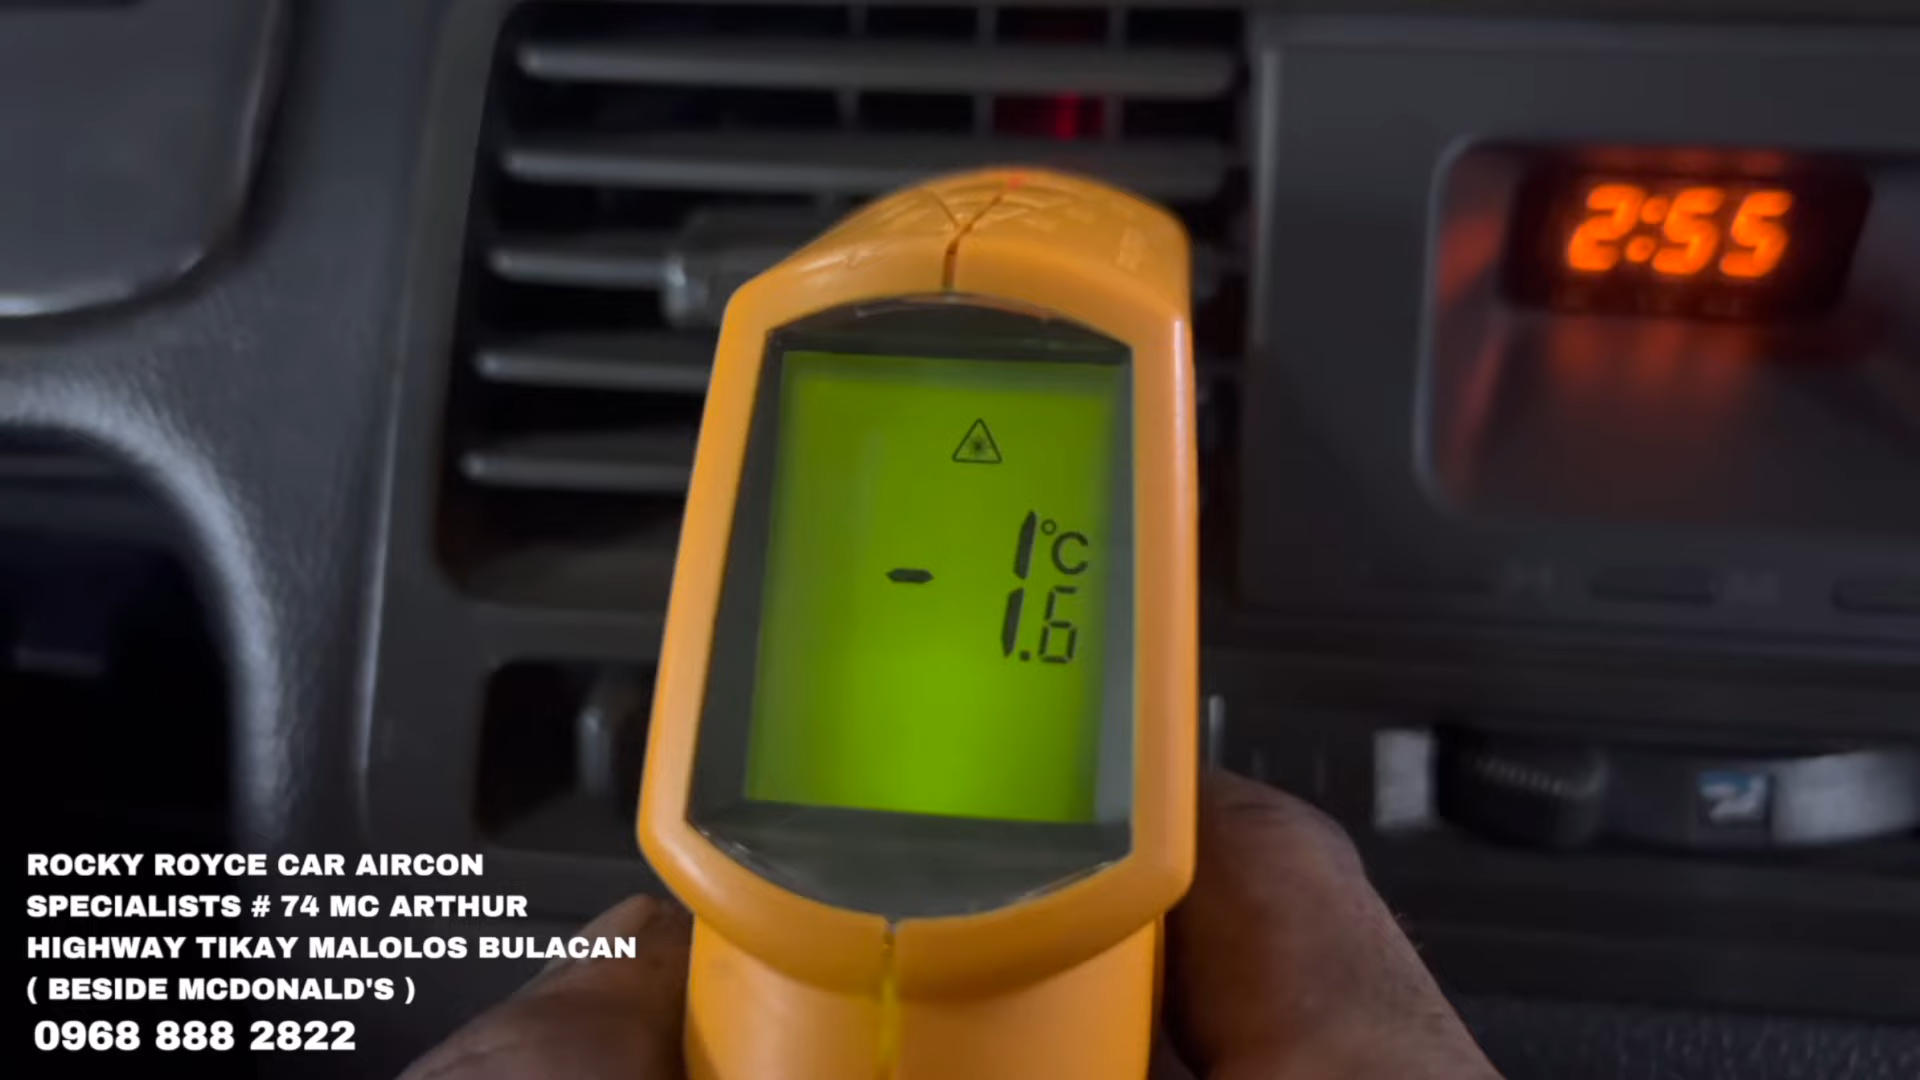 2:55
1°C
- 1.6
ROCKY ROYCE CAR AIRCON
SPECIALISTS # 74 MC ARTHUR
HIGHWAY TIKAY MALOLOS BULACAN
( BESIDE MCDONALD'S )
0968 888 2822